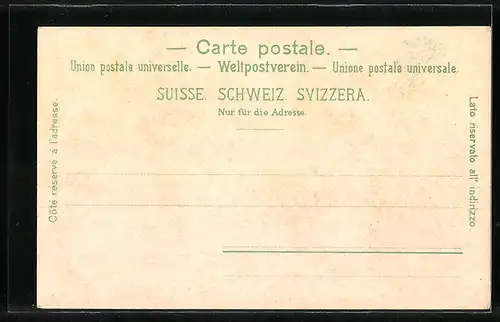 — Carte postale. —
Union postale universelle. — Weltpostverein. — Unione postale universale.
SUISSE. SCHWEIZ. SVIZZERA.
Nur für die Adresse.
Côté réservé à l'adresse.
Lato riservato all' indirizzo.